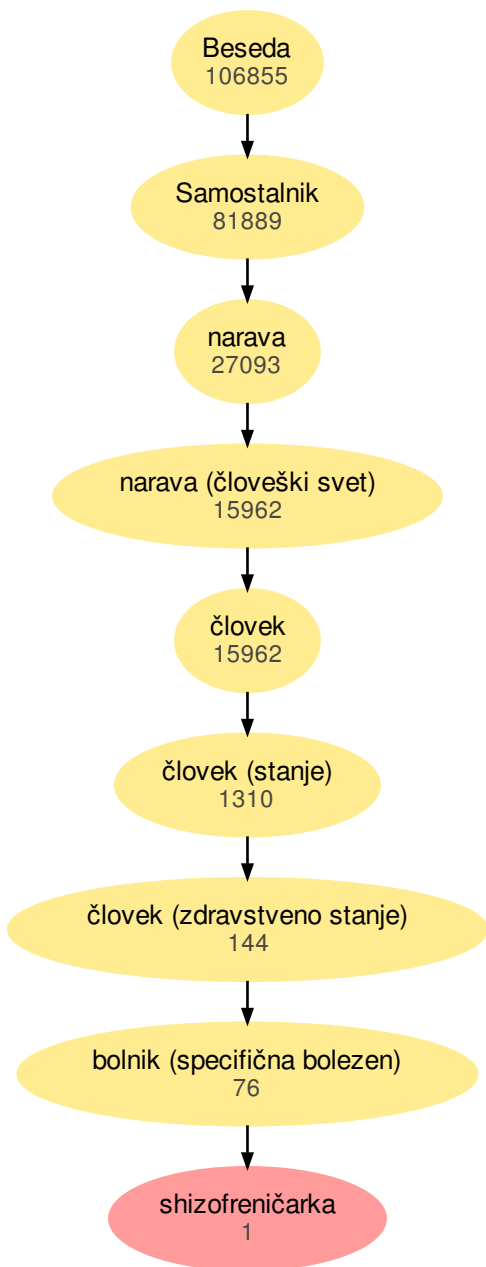 Beseda
106855
Samostalnik
81889
narava
27093
narava (človeški svet)
15962
človek
15962
človek (stanje)
1310
človek (zdravstveno stanje)
144
bolnik (specifična bolezen)
76
shizofreničarka
1